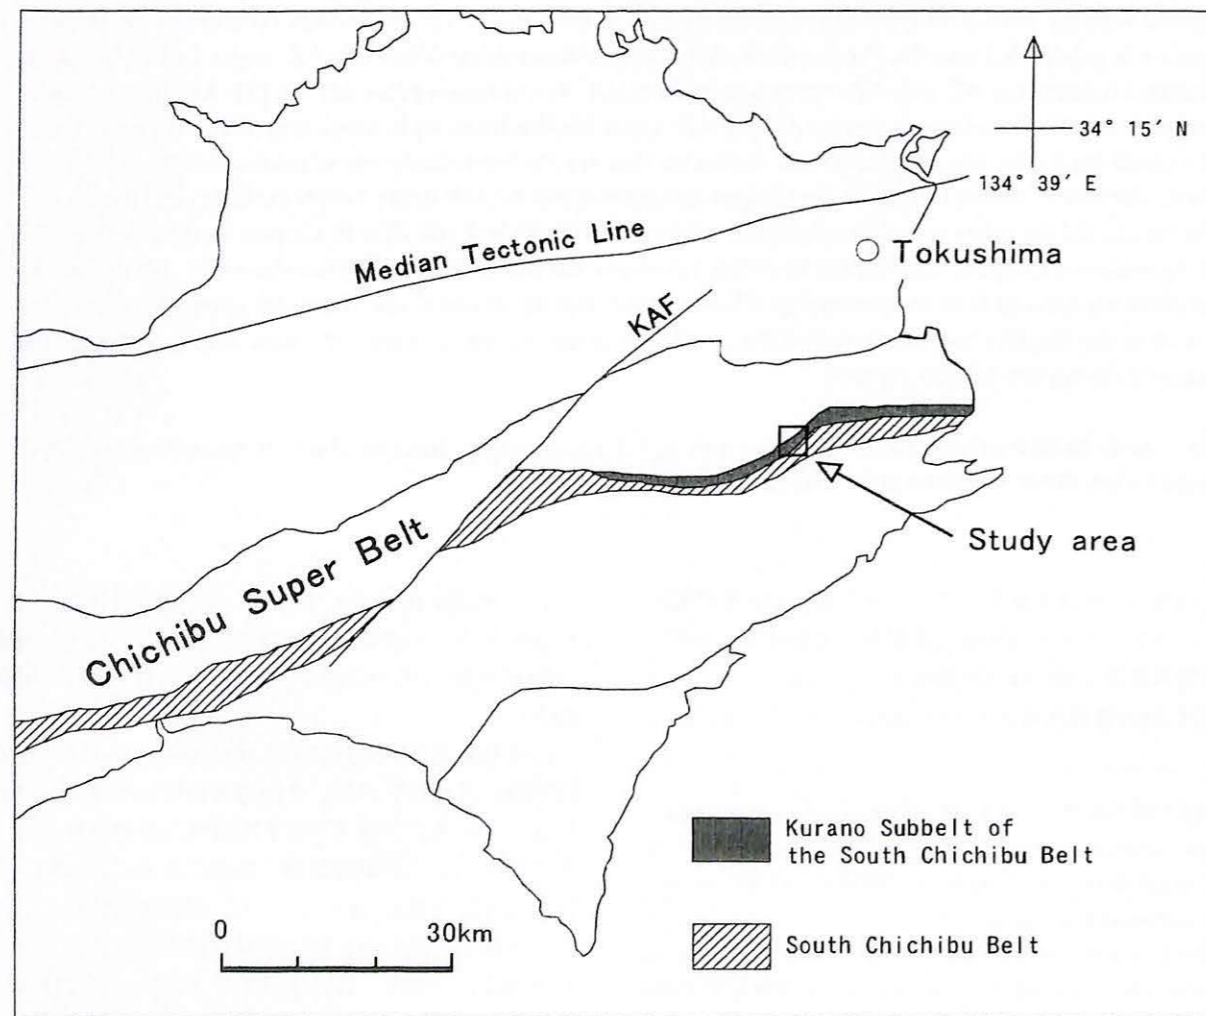 34° 15′ N
134° 39′ E
Median Tectonic Line
Tokushima
KAF
Study area
Chichibu Super Belt
Kurano Subbelt of
the South Chichibu Belt
0 30km
South Chichibu Belt